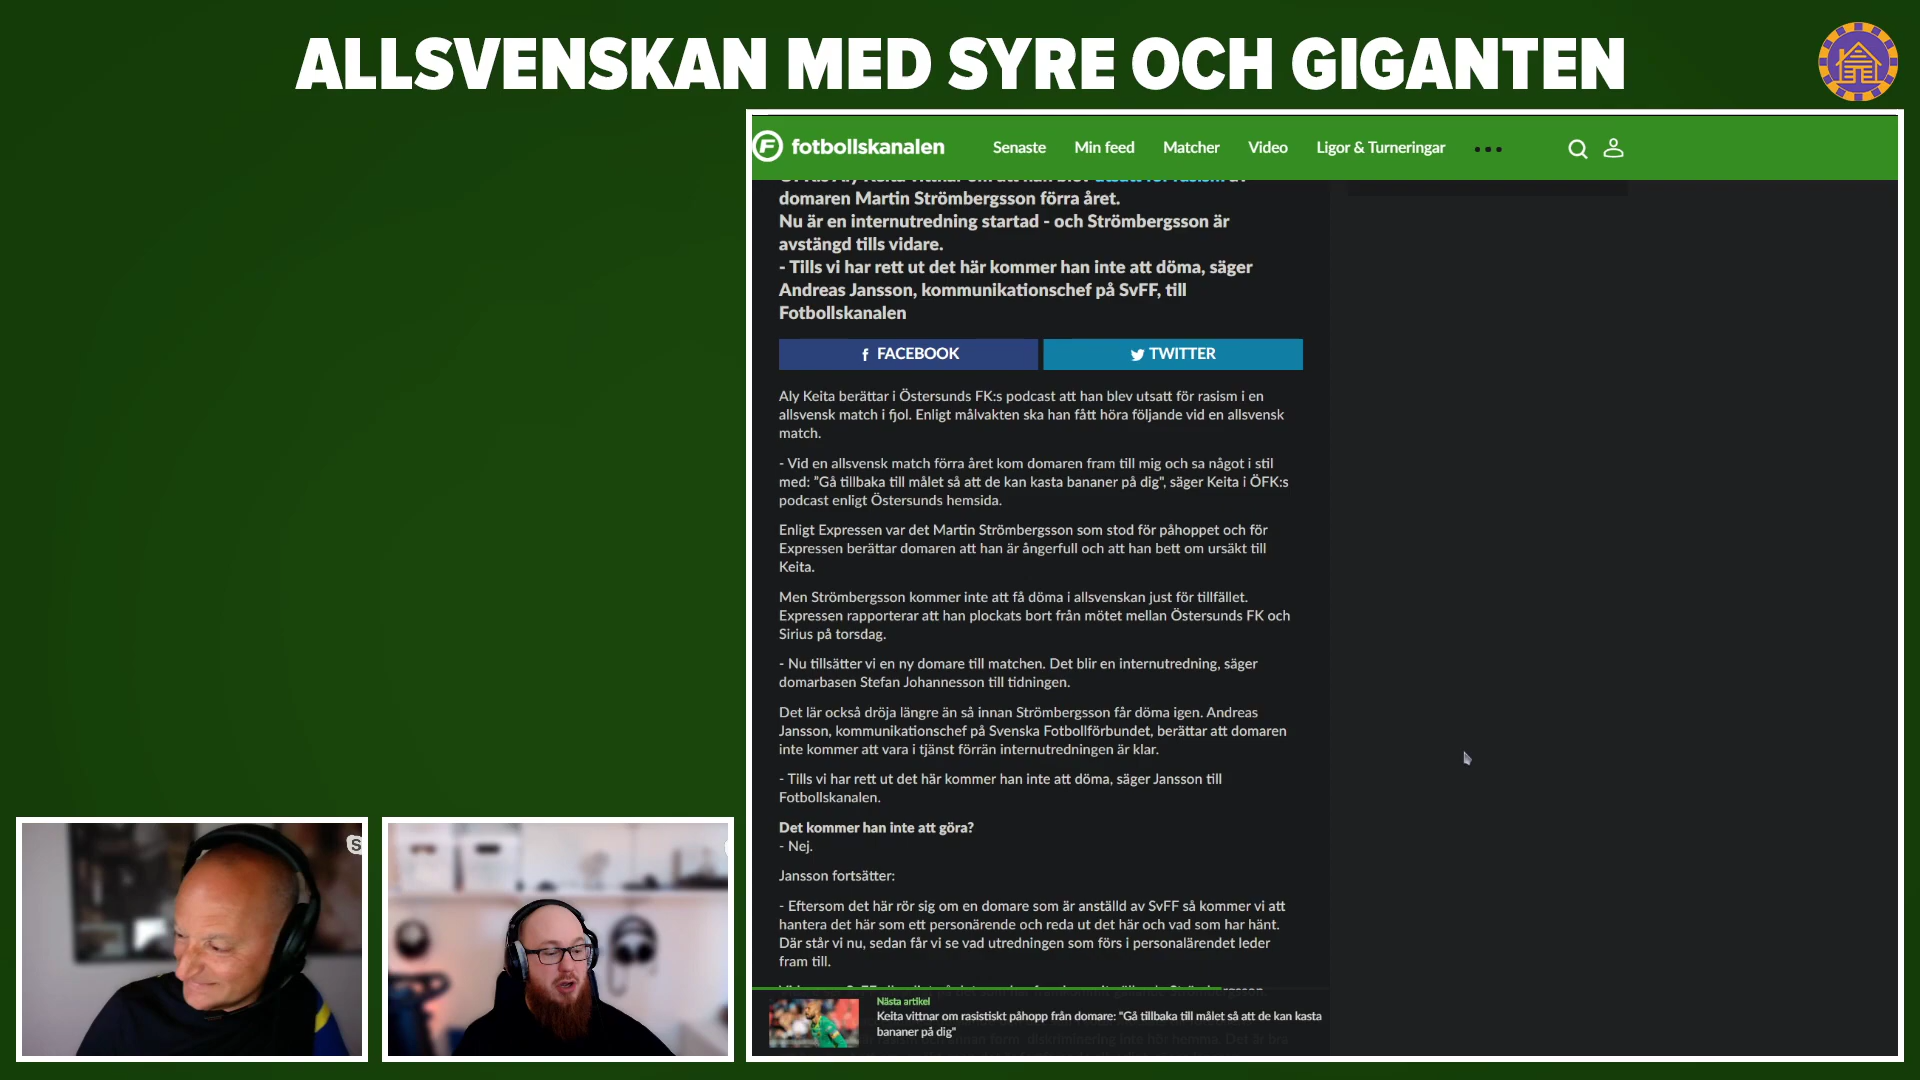 ALLSVENSKAN MED SYRE OCH GIGANTEN
fotbollskanalen Senaste Min feed Matcher Video Ligor & Turneringar
domaren Martin Strömbergsson förra året.
Nu är en internutredning startad - och Strömbergsson är
avstängd tills vidare.
- Tills vi har rett ut det här kommer han inte att döma, säger
Andreas Jansson, kommunikationschef på SvFF, till
Fotbollskanalen
FACEBOOK TWITTER
Aly Keita berättar i Östersunds FK:s podcast att han blev utsatt för rasism i en
allsvensk match i fjol. Enligt målvakten ska han fått höra följande vid en allsvensk
match.
- Vid en allsvensk match förra året kom domaren fram till mig och sa något i stil
med: "Gå tillbaka till målet så att de kan kasta bananer på dig", säger Keita i ÖFK:s
podcast enligt Östersunds hemsida.
Enligt Expressen var det Martin Strömbergsson som stod för påhoppet och för
Expressen berättar domaren att han är ångerfull och att han bett om ursäkt till
Keita.
Men Strömbergsson kommer inte att få döma i allsvenskan just för tillfället.
Expressen rapporterar att han plockats bort från mötet mellan Östersunds FK och
Sirius på torsdag.
- Nu tillsätter vi en ny domare till matchen. Det blir en internutredning, säger
domarbasen Stefan Johannesson till tidningen.
Det lär också dröja längre än så innan Strömbergsson får döma igen. Andreas
Jansson, kommunikationschef på Svenska Fotbollförbundet, berättar att domaren
inte kommer att vara i tjänst förrän internutredningen är klar.
- Tills vi har rett ut det här kommer han inte att döma, säger Jansson till
Fotbollskanalen.
Det kommer han inte att göra?
- Nej.
Jansson fortsätter:
- Eftersom det här rör sig om en domare som är anställd av SvFF så kommer vi att
hantera det här som ett personärende och reda ut det här och vad som har hänt.
Där står vi nu, sedan får vi se vad utredningen som förs i personalärendet leder
fram till.
Nästa artikel
Keita vittnar om rasistiskt påhopp från domare: "Gå tillbaka till målet så att de kan kasta
bananer på dig"